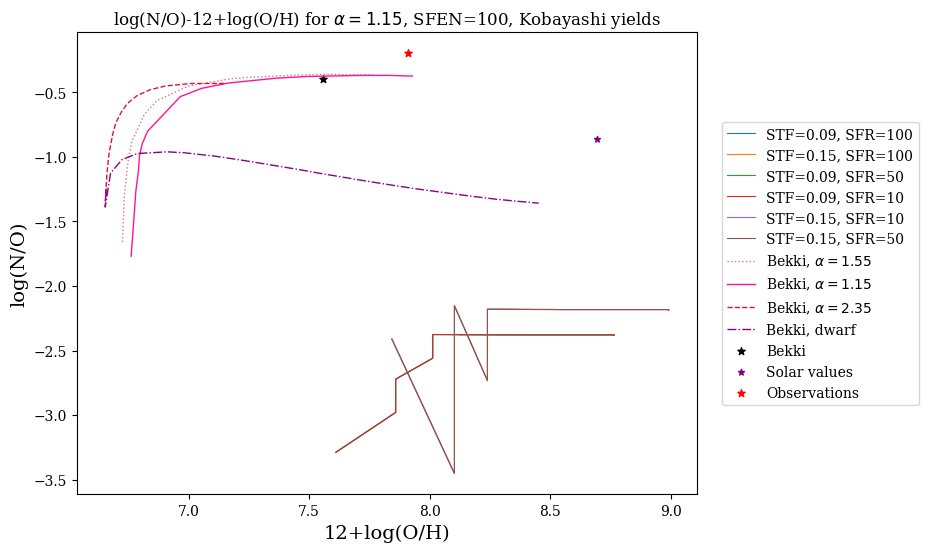 log(N/O)-12+log(O/H) for α = 1.15, SFEN=100, Kobayashi yields
log(N/O)
−0.5
−1.0
−1.5
−2.0
−2.5
−3.0
−3.5
7.0 7.5 8.0 8.5 9.0
12+log(O/H)
STF=0.09, SFR=100
STF=0.15, SFR=100
STF=0.09, SFR=50
STF=0.09, SFR=10
STF=0.15, SFR=10
STF=0.15, SFR=50
Bekki, α = 1.55
Bekki, α = 1.15
Bekki, α = 2.35
Bekki, dwarf
Bekki
Solar values
Observations